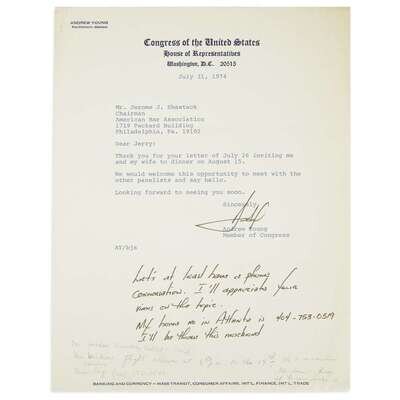 ANDREW YOUNG
Congress of the United States
House of Representatives
Washington, D.C. 20515
July 31, 1974
Mr. Jerome J. Shestack
Chairman
American Bar Association
1719 Packard Building
Philadelphia, Pa. 19102
Dear Jerry:
Thank you for your letter of July 26 inviting me
and my wife to dinner on August 15.
We would welcome this opportunity to meet with the
other panelists and say hello.
Looking forward to seeing you soon.
Sincerely,
Andrew Young
Member of Congress
AY/bjs
Let's at least have a phone
conversation. I'll appreciate your
views on the topic.
My home no in Atlanta is 404-753-0519
I'll be there this weekend
BANKING AND CURRENCY — MASS TRANSIT, CONSUMER AFFAIRS, INT'L. FINANCE, INT'L. TRADE